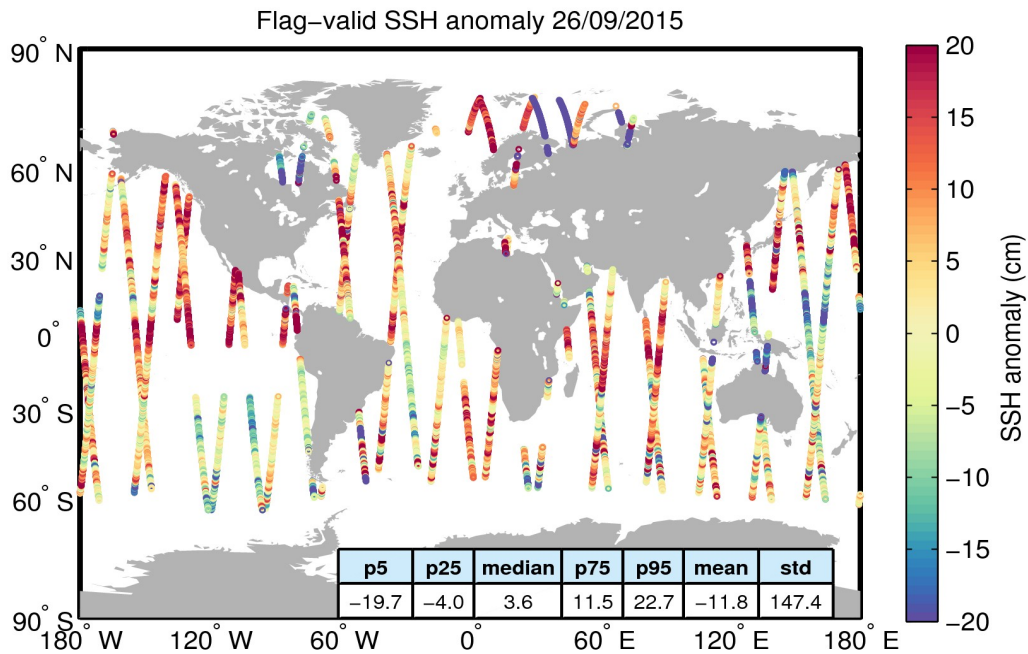 Flag−valid SSH anomaly 26/09/2015
90° N
60° N
30° N
0°
30° S
60° S
90° S
180° W
120° W
60° W
0°
60° E
120° E
180° E
p5 p25 median p75 p95 mean std
−19.7 −4.0 3.6 11.5 22.7 −11.8 147.4
20
15
10
5
0
−5
−10
−15
−20
SSH anomaly (cm)